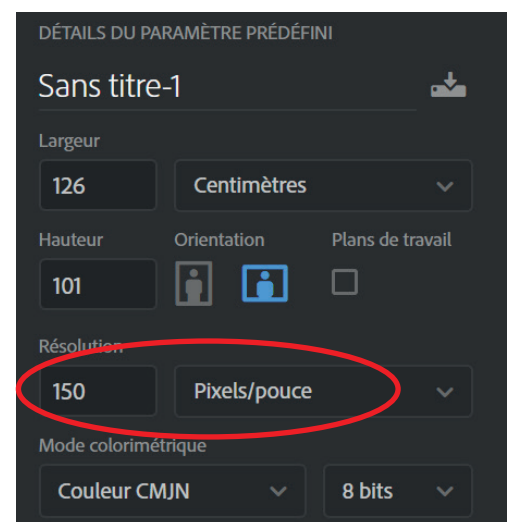 DÉTAILS DU PARAMÈTRE PRÉDÉFINI
Sans titre-1
Largeur
126 Centimètres
Hauteur Orientation Plans de travail
101
Résolution
150 Pixels/pouce
Mode colorimétrique
Couleur CMJN 8 bits